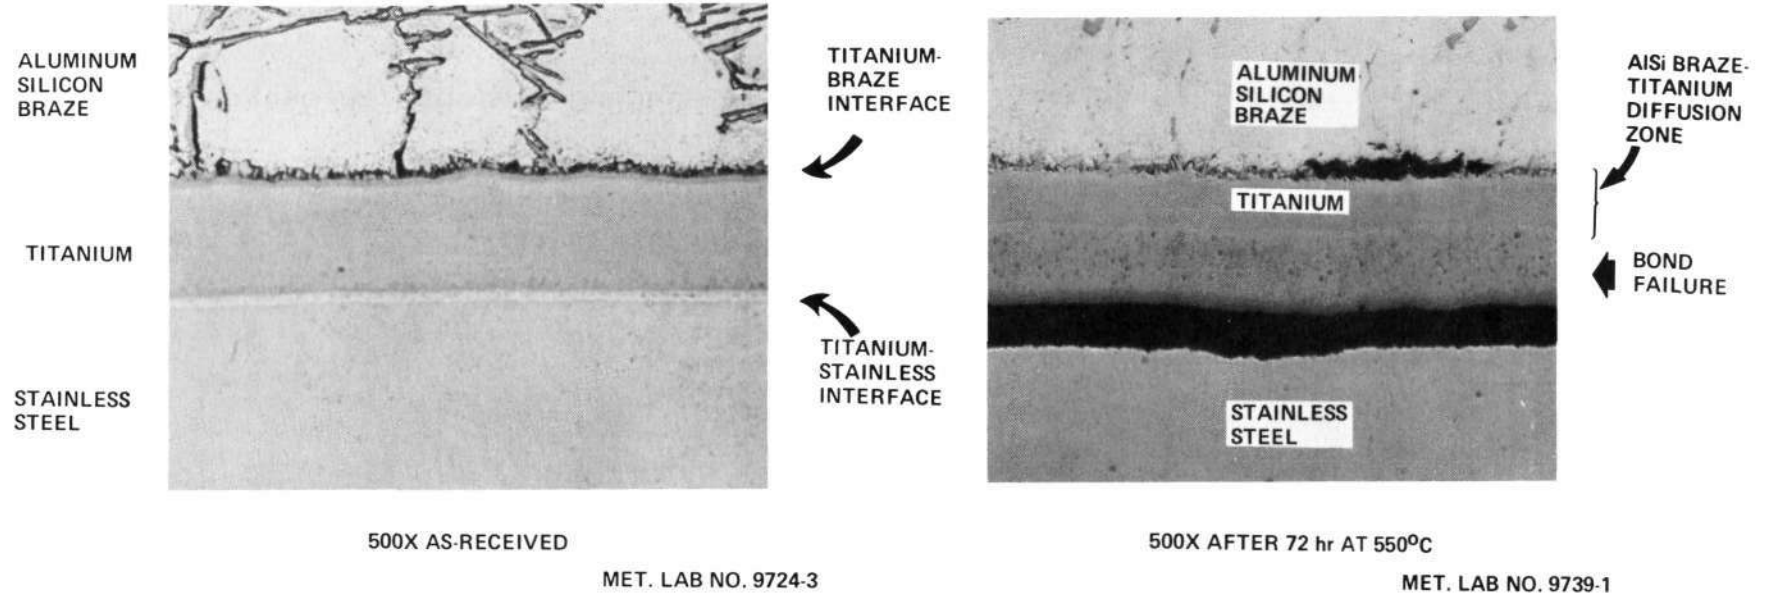 ALUMINUM
SILICON
BRAZE
TITANIUM
STAINLESS
STEEL
TITANIUM-
BRAZE
INTERFACE
TITANIUM-
STAINLESS
INTERFACE
500X AS-RECEIVED
MET. LAB NO. 9724-3
ALUMINUM
SILICON
BRAZE
TITANIUM
STAINLESS
STEEL
AlSi BRAZE-
TITANIUM
DIFFUSION
ZONE
BOND
FAILURE
500X AFTER 72 hr AT 550°C
MET. LAB NO. 9739-1